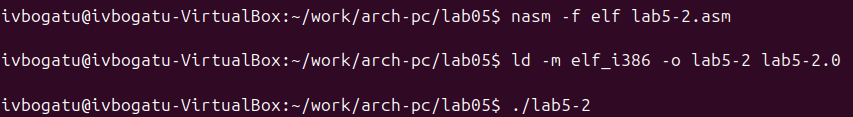 ivbogatu@ivbogatu-VirtualBox:~/work/arch-pc/lab05$ nasm -f elf lab5-2.asm
ivbogatu@ivbogatu-VirtualBox:~/work/arch-pc/lab05$ ld -m elf_i386 -o lab5-2 lab5-2.0
ivbogatu@ivbogatu-VirtualBox:~/work/arch-pc/lab05$ ./lab5-2